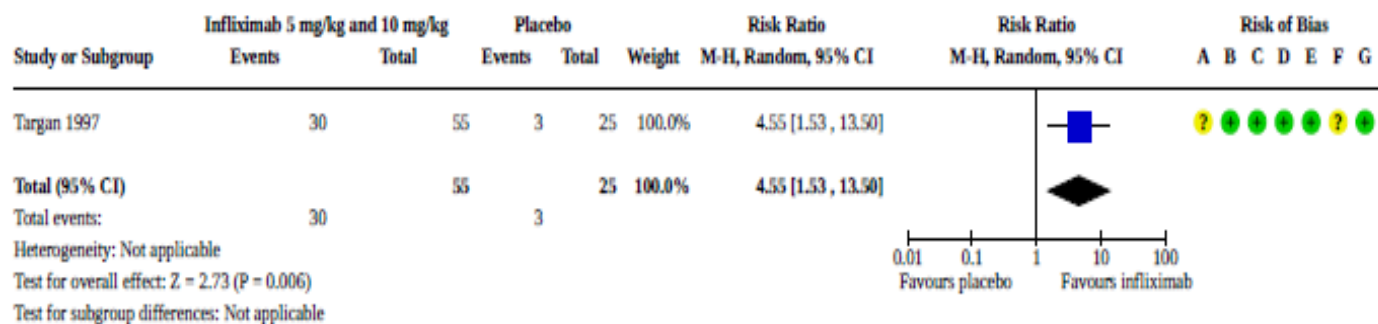 Infliximab 5 mg/kg and 10 mg/kg Placebo Risk Ratio Risk Ratio Risk of Bias
Study or Subgroup Events Total Events Total Weight M-H, Random, 95% CI M-H, Random, 95% CI A B C D E F G
Targan 1997 30 55 3 25 100.0% 4.55 [1.53 , 13.50] ? + + + + ? +
Total (95% CI) 55 25 100.0% 4.55 [1.53 , 13.50]
Total events: 30 3
Heterogeneity: Not applicable
Test for overall effect: Z = 2.73 (P = 0.006)
Test for subgroup differences: Not applicable
0.01 0.1 1 10 100
Favours placebo Favours infliximab